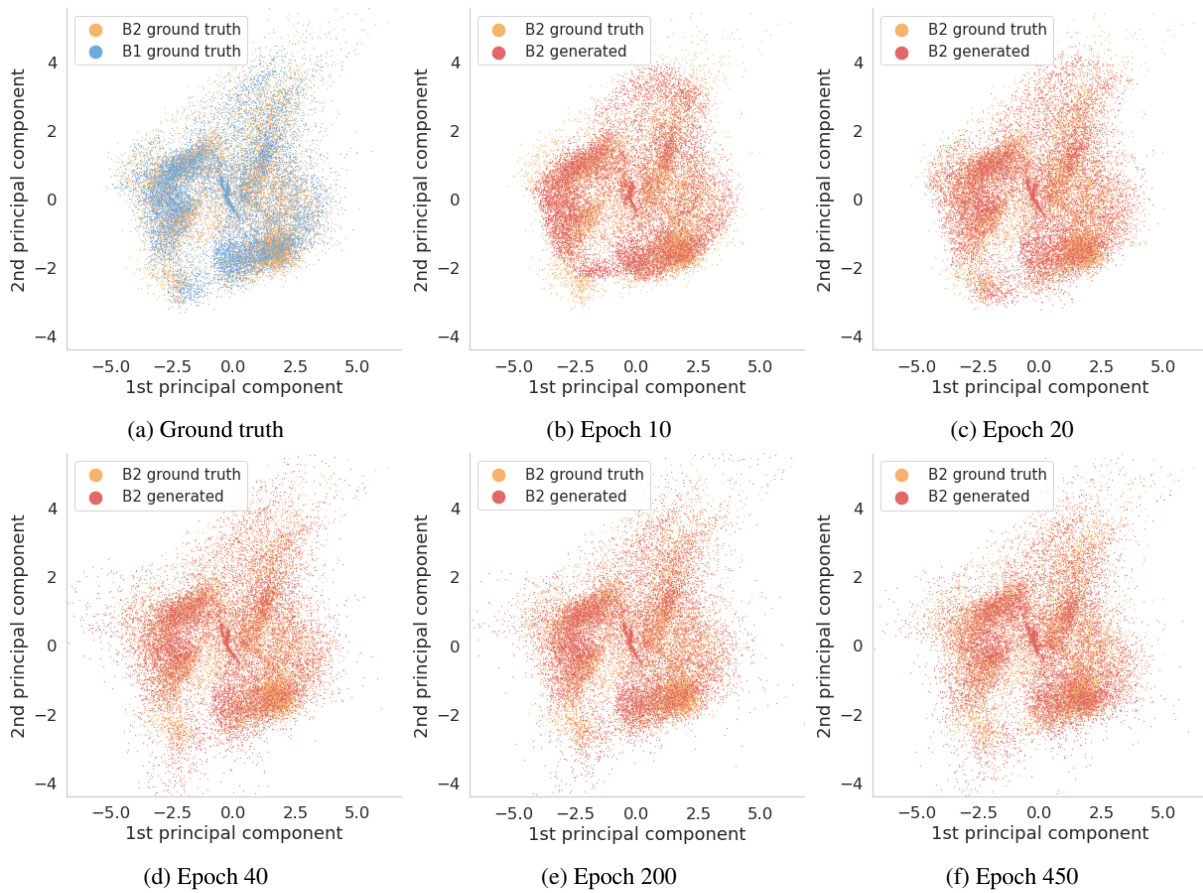 B2 ground truth
B1 ground truth
2nd principal component
4
2
0
−2
−4
−5.0 −2.5 0.0 2.5 5.0
1st principal component
(a) Ground truth
B2 ground truth
B2 generated
2nd principal component
4
2
0
−2
−4
−5.0 −2.5 0.0 2.5 5.0
1st principal component
(b) Epoch 10
B2 ground truth
B2 generated
2nd principal component
4
2
0
−2
−4
−5.0 −2.5 0.0 2.5 5.0
1st principal component
(c) Epoch 20
B2 ground truth
B2 generated
2nd principal component
4
2
0
−2
−4
−5.0 −2.5 0.0 2.5 5.0
1st principal component
(d) Epoch 40
B2 ground truth
B2 generated
2nd principal component
4
2
0
−2
−4
−5.0 −2.5 0.0 2.5 5.0
1st principal component
(e) Epoch 200
B2 ground truth
B2 generated
2nd principal component
4
2
0
−2
−4
−5.0 −2.5 0.0 2.5 5.0
1st principal component
(f) Epoch 450